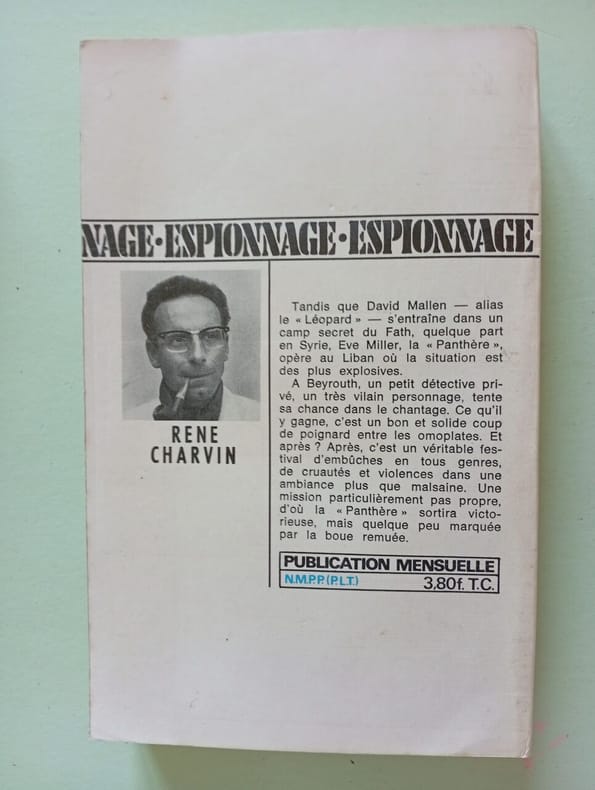 NAGE·ESPIONNAGE·ESPIONNAGE
RENE
CHARVIN
Tandis que David Mallen — alias
le « Léopard » — s'entraîne dans un
camp secret du Fath, quelque part
en Syrie, Eve Miller, la « Panthère »,
opère au Liban où la situation est
des plus explosives.
A Beyrouth, un petit détective pri-
vé, un très vilain personnage, tente
sa chance dans le chantage. Ce qu'il
y gagne, c'est un bon et solide coup
de poignard entre les omoplates. Et
après ? Après, c'est un véritable fes-
tival d'embûches en tous genres,
de cruautés et violences dans une
ambiance plus que malsaine. Une
mission particulièrement pas propre,
d'où la « Panthère » sortira victo-
rieuse, mais quelque peu marquée
par la boue remuée.
PUBLICATION MENSUELLE
N.M.P.P. (P.L.T.) 3,80f. T.C.